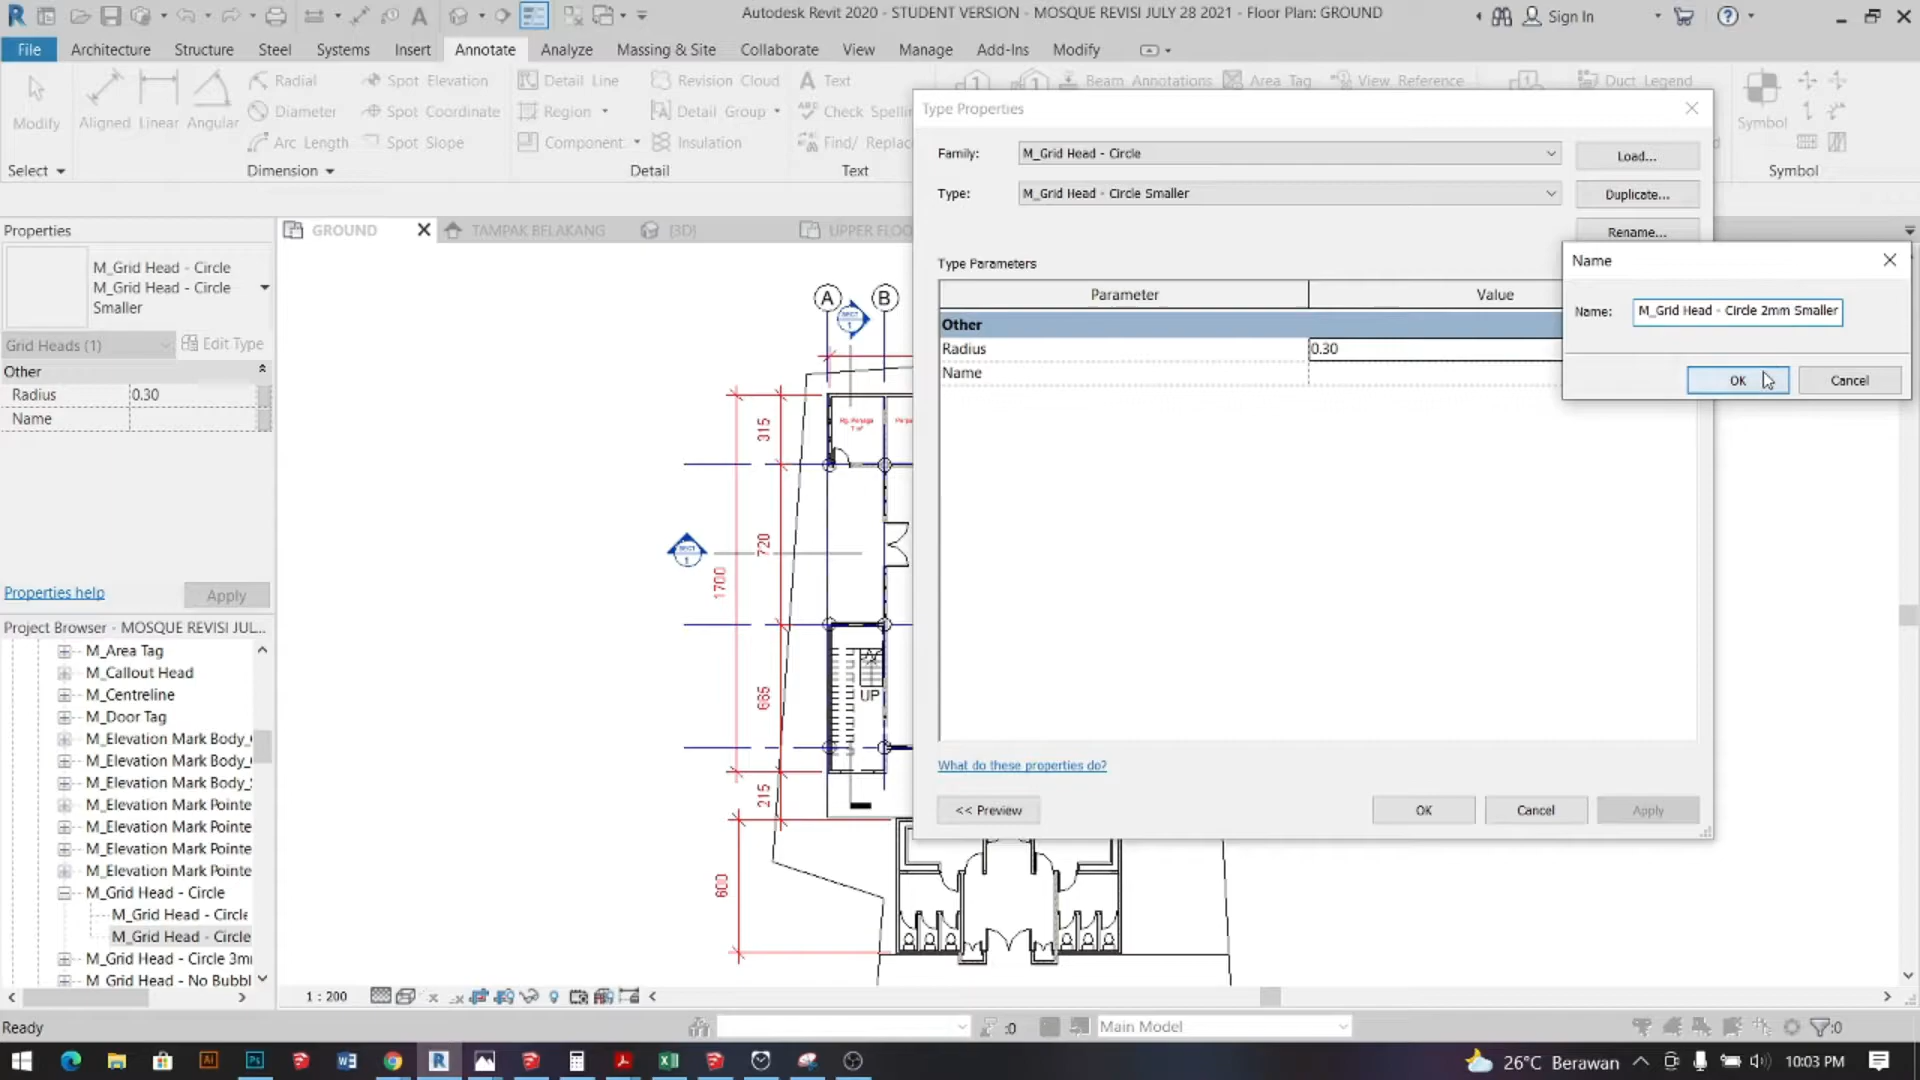 Autodesk Revit 2020 - STUDENT VERSION - MOSQUE REVISI JULY 28 2021 - Floor Plan: GROUND
Sign In
File Architecture Structure Steel Systems Insert Annotate Analyze Massing & Site Collaborate View Manage Add-Ins Modify
Modify
Aligned Linear Angular
Radial
Diameter
Arc Length
Spot Elevation
Spot Coordinate
Spot Slope
Detail Line
Region
Component
Revision Cloud
Detail Group
Insulation
Text
Check Spelling
Find/ Replace
Beam Annotations
Area Tag
View Reference
Duct Legend
Symbol
Select
Dimension
Detail
Text
Symbol
Properties
M_Grid Head - Circle
M_Grid Head - Circle
Smaller
Grid Heads (1)
Edit Type
Other
Radius 0.30
Name
Properties help
Apply
Project Browser - MOSQUE REVISI JUL...
M_Area Tag
M_Callout Head
M_Centreline
M_Door Tag
M_Elevation Mark Body_
M_Elevation Mark Body_
M_Elevation Mark Body_
M_Elevation Mark Pointe
M_Elevation Mark Pointe
M_Elevation Mark Pointe
M_Elevation Mark Pointe
M_Grid Head - Circle
M_Grid Head - Circle
M_Grid Head - Circle
M_Grid Head - Circle 3m
M_Grid Head - No Bubbl
GROUND
TAMPAK BELAKANG
{3D}
UPPER FLOO
A
B
315
720
1700
665
215
600
UP
Type Properties
Family: M_Grid Head - Circle
Load...
Type: M_Grid Head - Circle Smaller
Duplicate...
Rename...
Type Parameters
Parameter Value
Other
Radius 0.30
Name
What do these properties do?
<< Preview
OK
Cancel
Apply
Name
Name: M_Grid Head - Circle 2mm Smaller
OK
Cancel
1 : 200
Ready
:0
Main Model
:0
26°C Berawan
10:03 PM